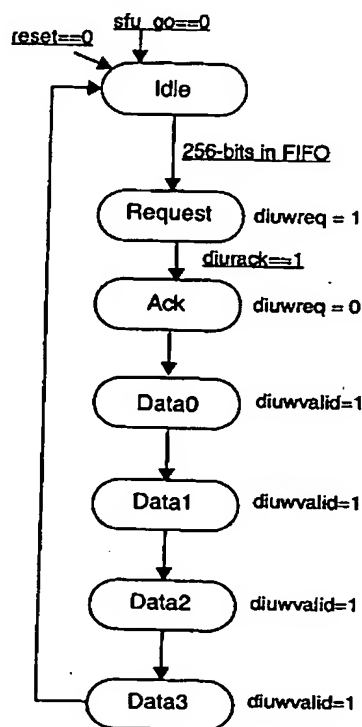 sfu_go==0
reset==0
Idle
256-bits in FIFO
Request diuwreq = 1
diurack==1
Ack diuwreq = 0
Data0 diuwvalid=1
Data1 diuwvalid=1
Data2 diuwvalid=1
Data3 diuwvalid=1